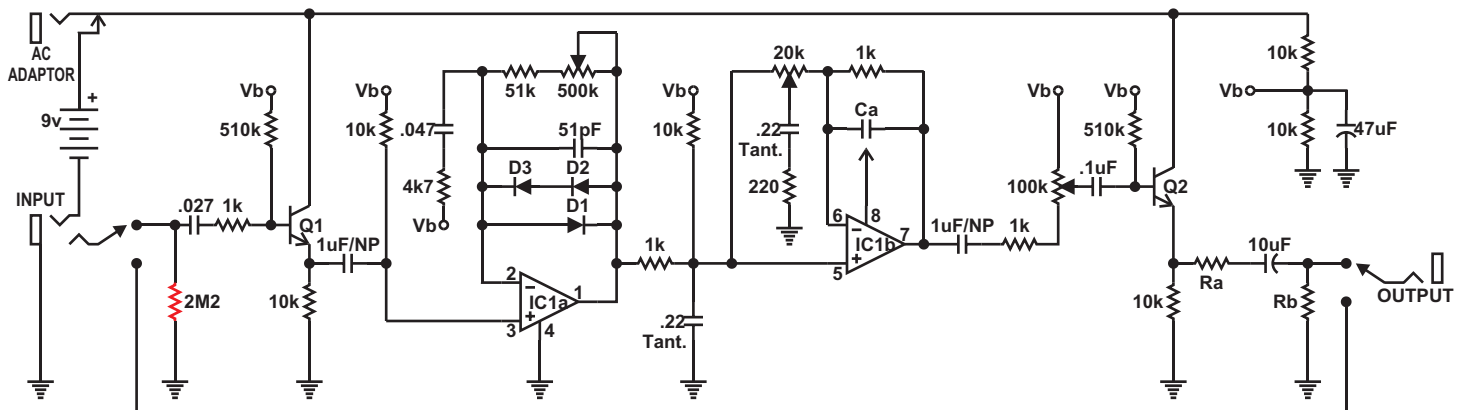 AC
ADAPTOR
9v
+
INPUT
.027
1k
2M2
Vb
510k
Q1
10k
1uF/NP
Vb
10k
.047
4k7
Vb
51k
500k
51pF
D3
D2
D1
2
3
1
4
−
+
IC1a
1k
Vb
10k
.22
Tant.
20k
.22
Tant.
220
1k
Ca
6
5
8
7
−
+
IC1b
1uF/NP
1k
Vb
100k
.1uF
Vb
510k
Q2
10k
Ra
10uF
Rb
OUTPUT
10k
Vb
10k
47uF